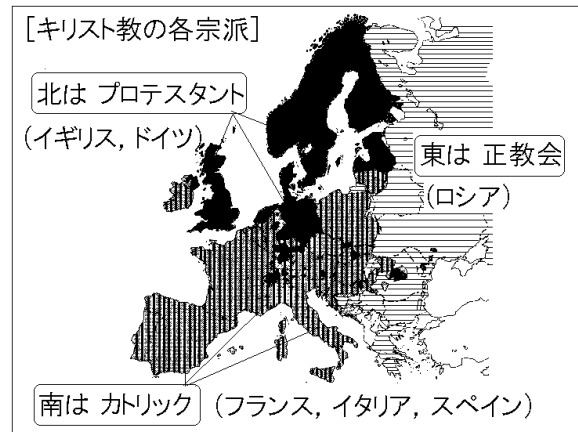 ［キリスト教の各宗派］
北は プロテスタント
（イギリス，ドイツ）
東は 正教会
（ロシア）
南は カトリック （フランス，イタリア，スペイン）